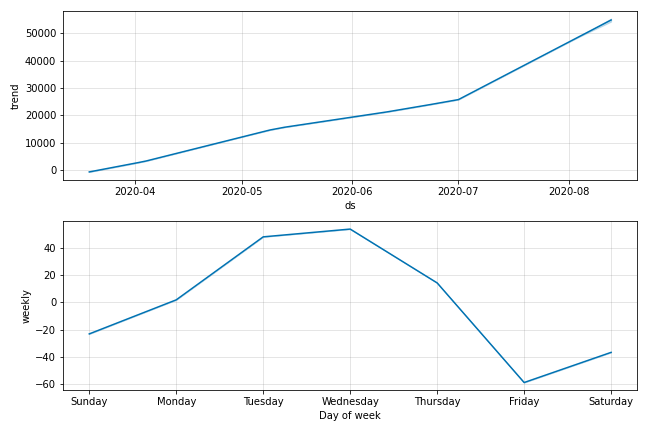 50000
40000
30000
20000
10000
0
trend
2020-04 2020-05 2020-06 2020-07 2020-08
ds
40
20
0
−20
−40
−60
weekly
Sunday Monday Tuesday Wednesday Thursday Friday Saturday
Day of week